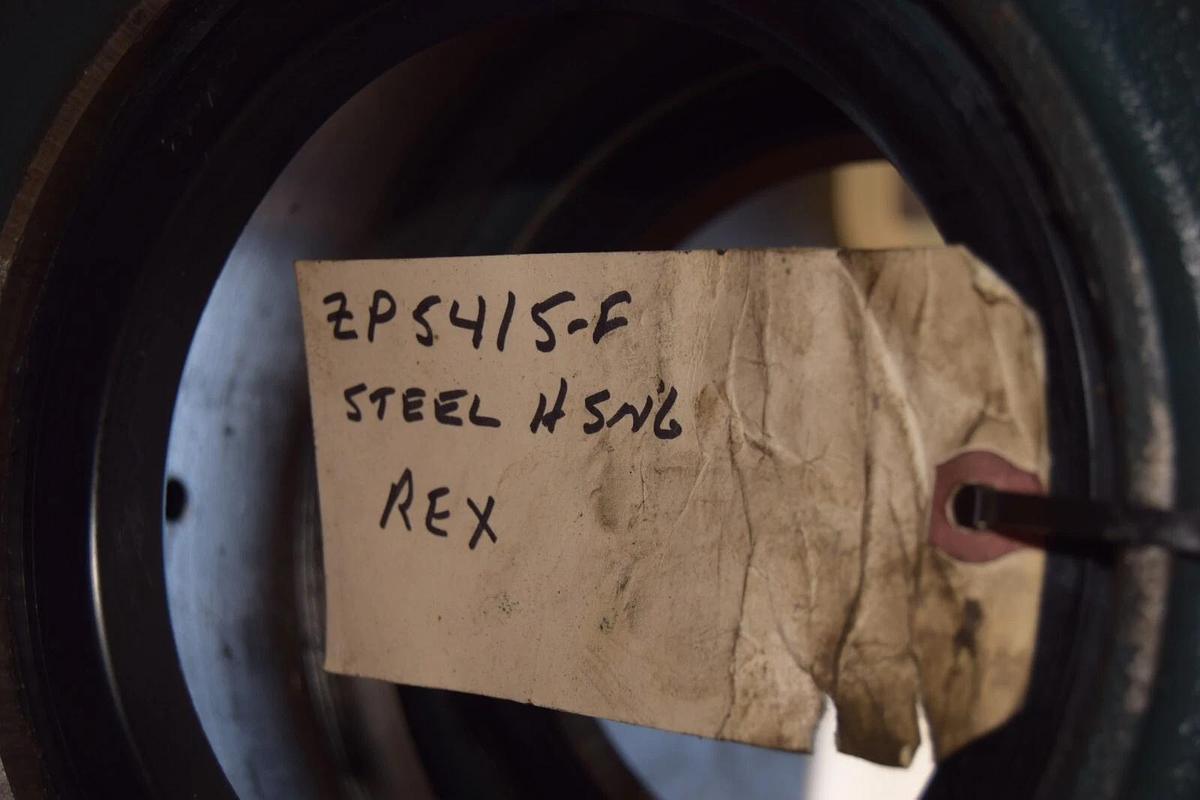 ZP5415-F
STEEL HSNG
REX